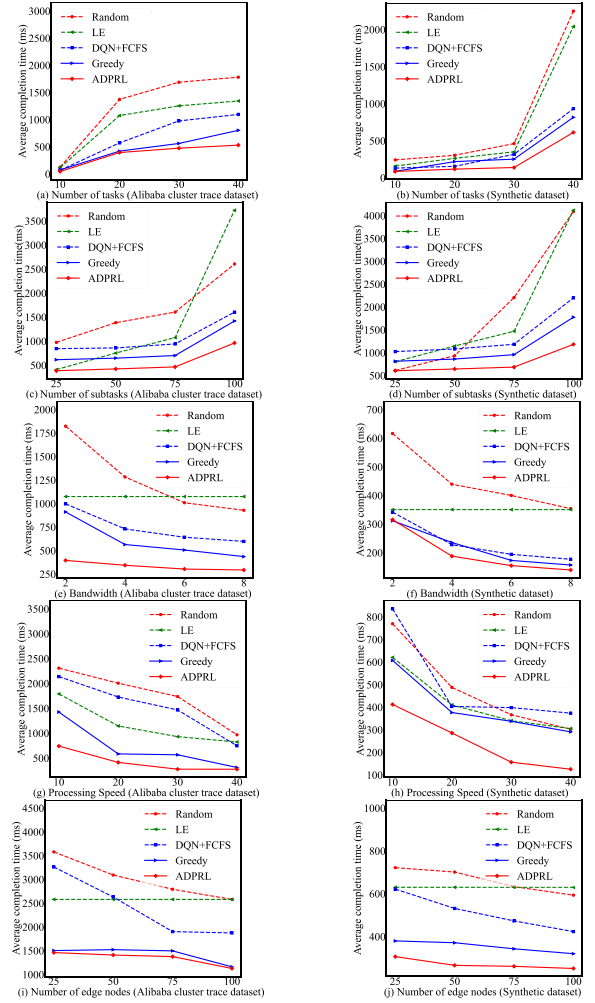 Average completion time (ms)
3000
2500
2000
1500
1000
500
0
Random
LE
DQN+FCFS
Greedy
ADPRL
10 20 30 40
(a) Number of tasks (Alibaba cluster trace dataset)
Average completion time (ms)
2000
1500
1000
500
0
Random
LE
DQN+FCFS
Greedy
ADPRL
10 20 30 40
(b) Number of tasks (Synthetic dataset)
Average completion time(ms)
3500
3000
2500
2000
1500
1000
500
Random
LE
DQN+FCFS
Greedy
ADPRL
25 50 75 100
(c) Number of subtasks (Alibaba cluster trace dataset)
Average completion time(ms)
4000
3500
3000
2500
2000
1500
1000
500
Random
LE
DQN+FCFS
Greedy
ADPRL
25 50 75 100
(d) Number of subtasks (Synthetic dataset)
Average completion time (ms)
2000
1750
1500
1250
1000
750
500
250
Random
LE
DQN+FCFS
Greedy
ADPRL
2 4 6 8
(e) Bandwidth (Alibaba cluster trace dataset)
Average completion time (ms)
700
600
500
400
300
200
Random
LE
DQN+FCFS
Greedy
ADPRL
2 4 6 8
(f) Bandwidth (Synthetic dataset)
Average completion time (ms)
3500
3000
2500
2000
1500
1000
500
Random
LE
DQN+FCFS
Greedy
ADPRL
10 20 30 40
(g) Processing Speed (Alibaba cluster trace dataset)
Average completion time (ms)
800
700
600
500
400
300
200
100
Random
LE
DQN+FCFS
Greedy
ADPRL
10 20 30 40
(h) Processing Speed (Synthetic dataset)
Average completion time (ms)
4500
4000
3500
3000
2500
2000
1500
1000
Random
LE
DQN+FCFS
Greedy
ADPRL
25 50 75 100
(i) Number of edge nodes (Alibaba cluster trace dataset)
Average completion time (ms)
1000
800
600
400
Random
LE
DQN+FCFS
Greedy
ADPRL
25 50 75 100
(j) Number of edge nodes (Synthetic dataset)